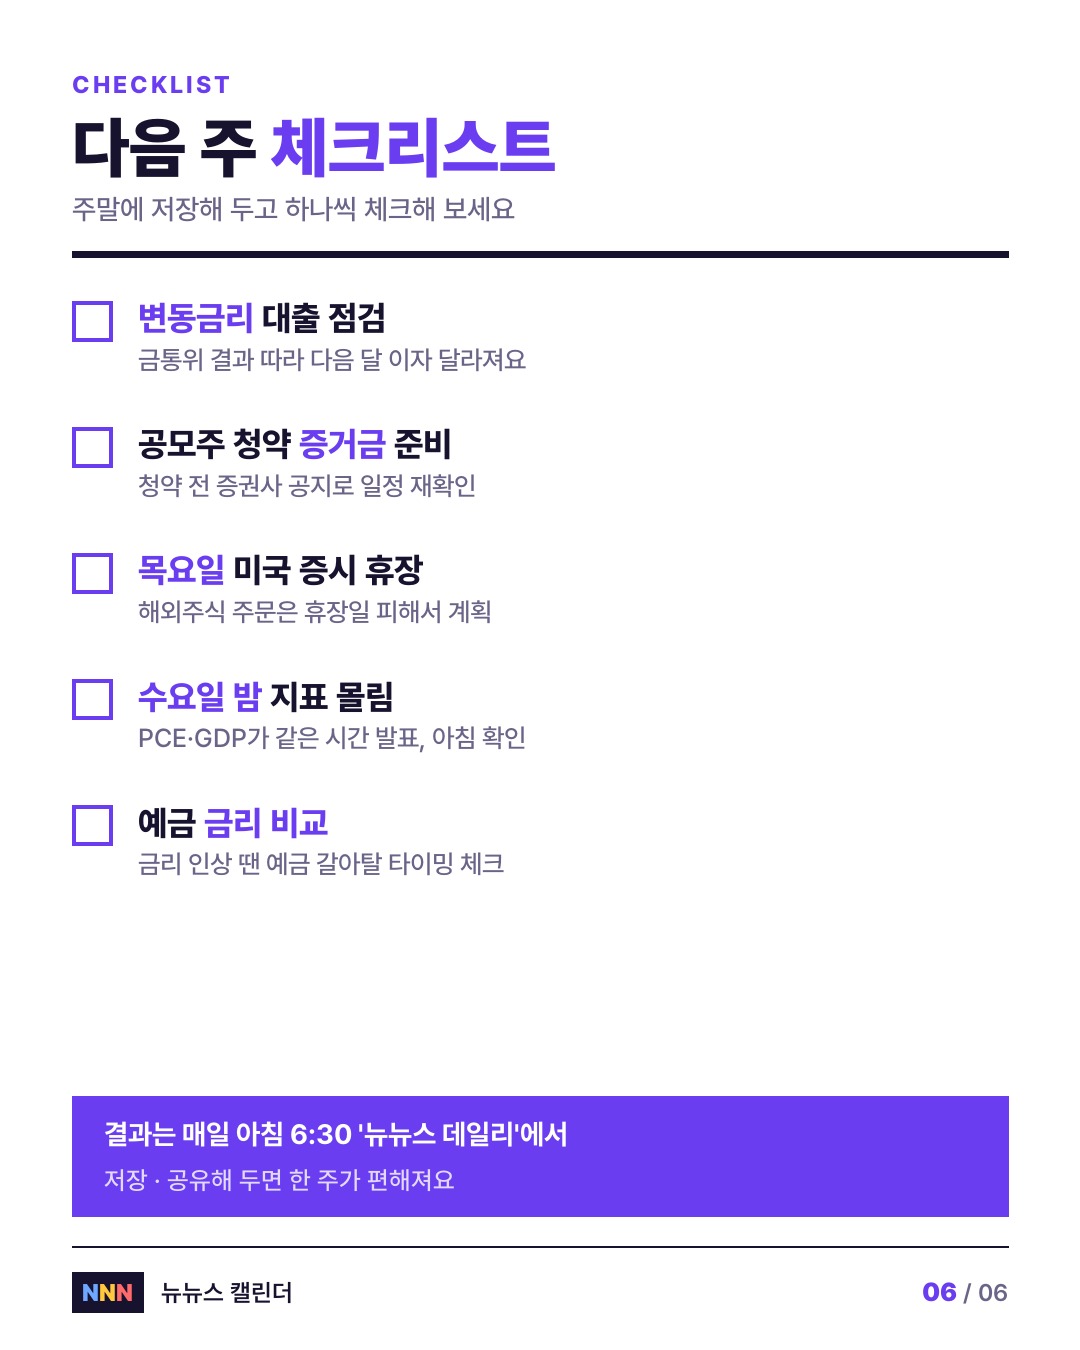 CHECKLIST
다음 주 체크리스트
주말에 저장해 두고 하나씩 체크해 보세요
변동금리 대출 점검
금통위 결과 따라 다음 달 이자 달라져요
공모주 청약 증거금 준비
청약 전 증권사 공지로 일정 재확인
목요일 미국 증시 휴장
해외주식 주문은 휴장일 피해서 계획
수요일 밤 지표 몰림
PCE·GDP가 같은 시간 발표, 아침 확인
예금 금리 비교
금리 인상 땐 예금 갈아탈 타이밍 체크
결과는 매일 아침 6:30 '뉴뉴스 데일리'에서
저장 · 공유해 두면 한 주가 편해져요
NNN 뉴뉴스 캘린더
06 / 06